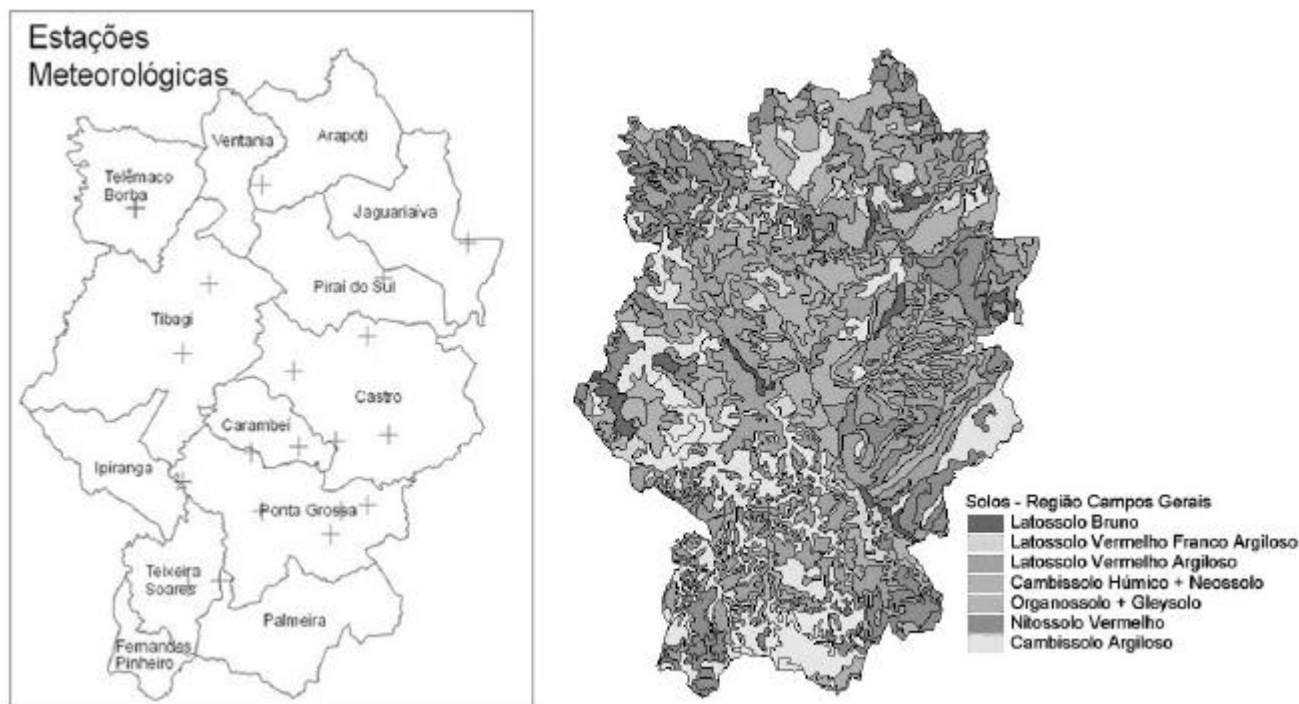 Estações
Meteorológicas
Ventania
Arapoti
Telêmaco
Borba
Jaguariaíva
Piraí do Sul
Tibagi
Castro
Carambeí
Ipiranga
Ponta Grossa
Teixeira
Soares
Palmeira
Fernandes
Pinheiro
Solos - Região Campos Gerais
Latossolo Bruno
Latossolo Vermelho Franco Argiloso
Latossolo Vermelho Argiloso
Cambissolo Húmico + Neossolo
Organossolo + Gleysolo
Nitossolo Vermelho
Cambissolo Argiloso